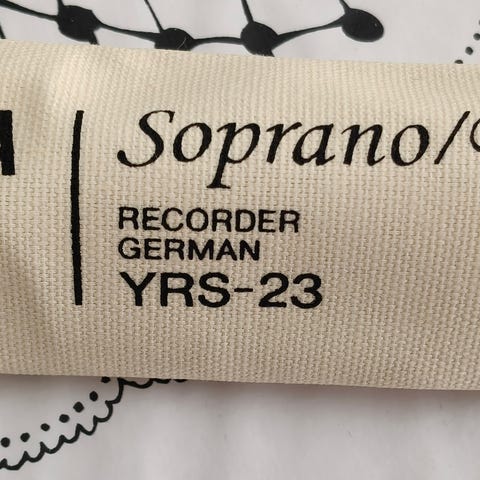 Soprano/
RECORDER
GERMAN
YRS-23